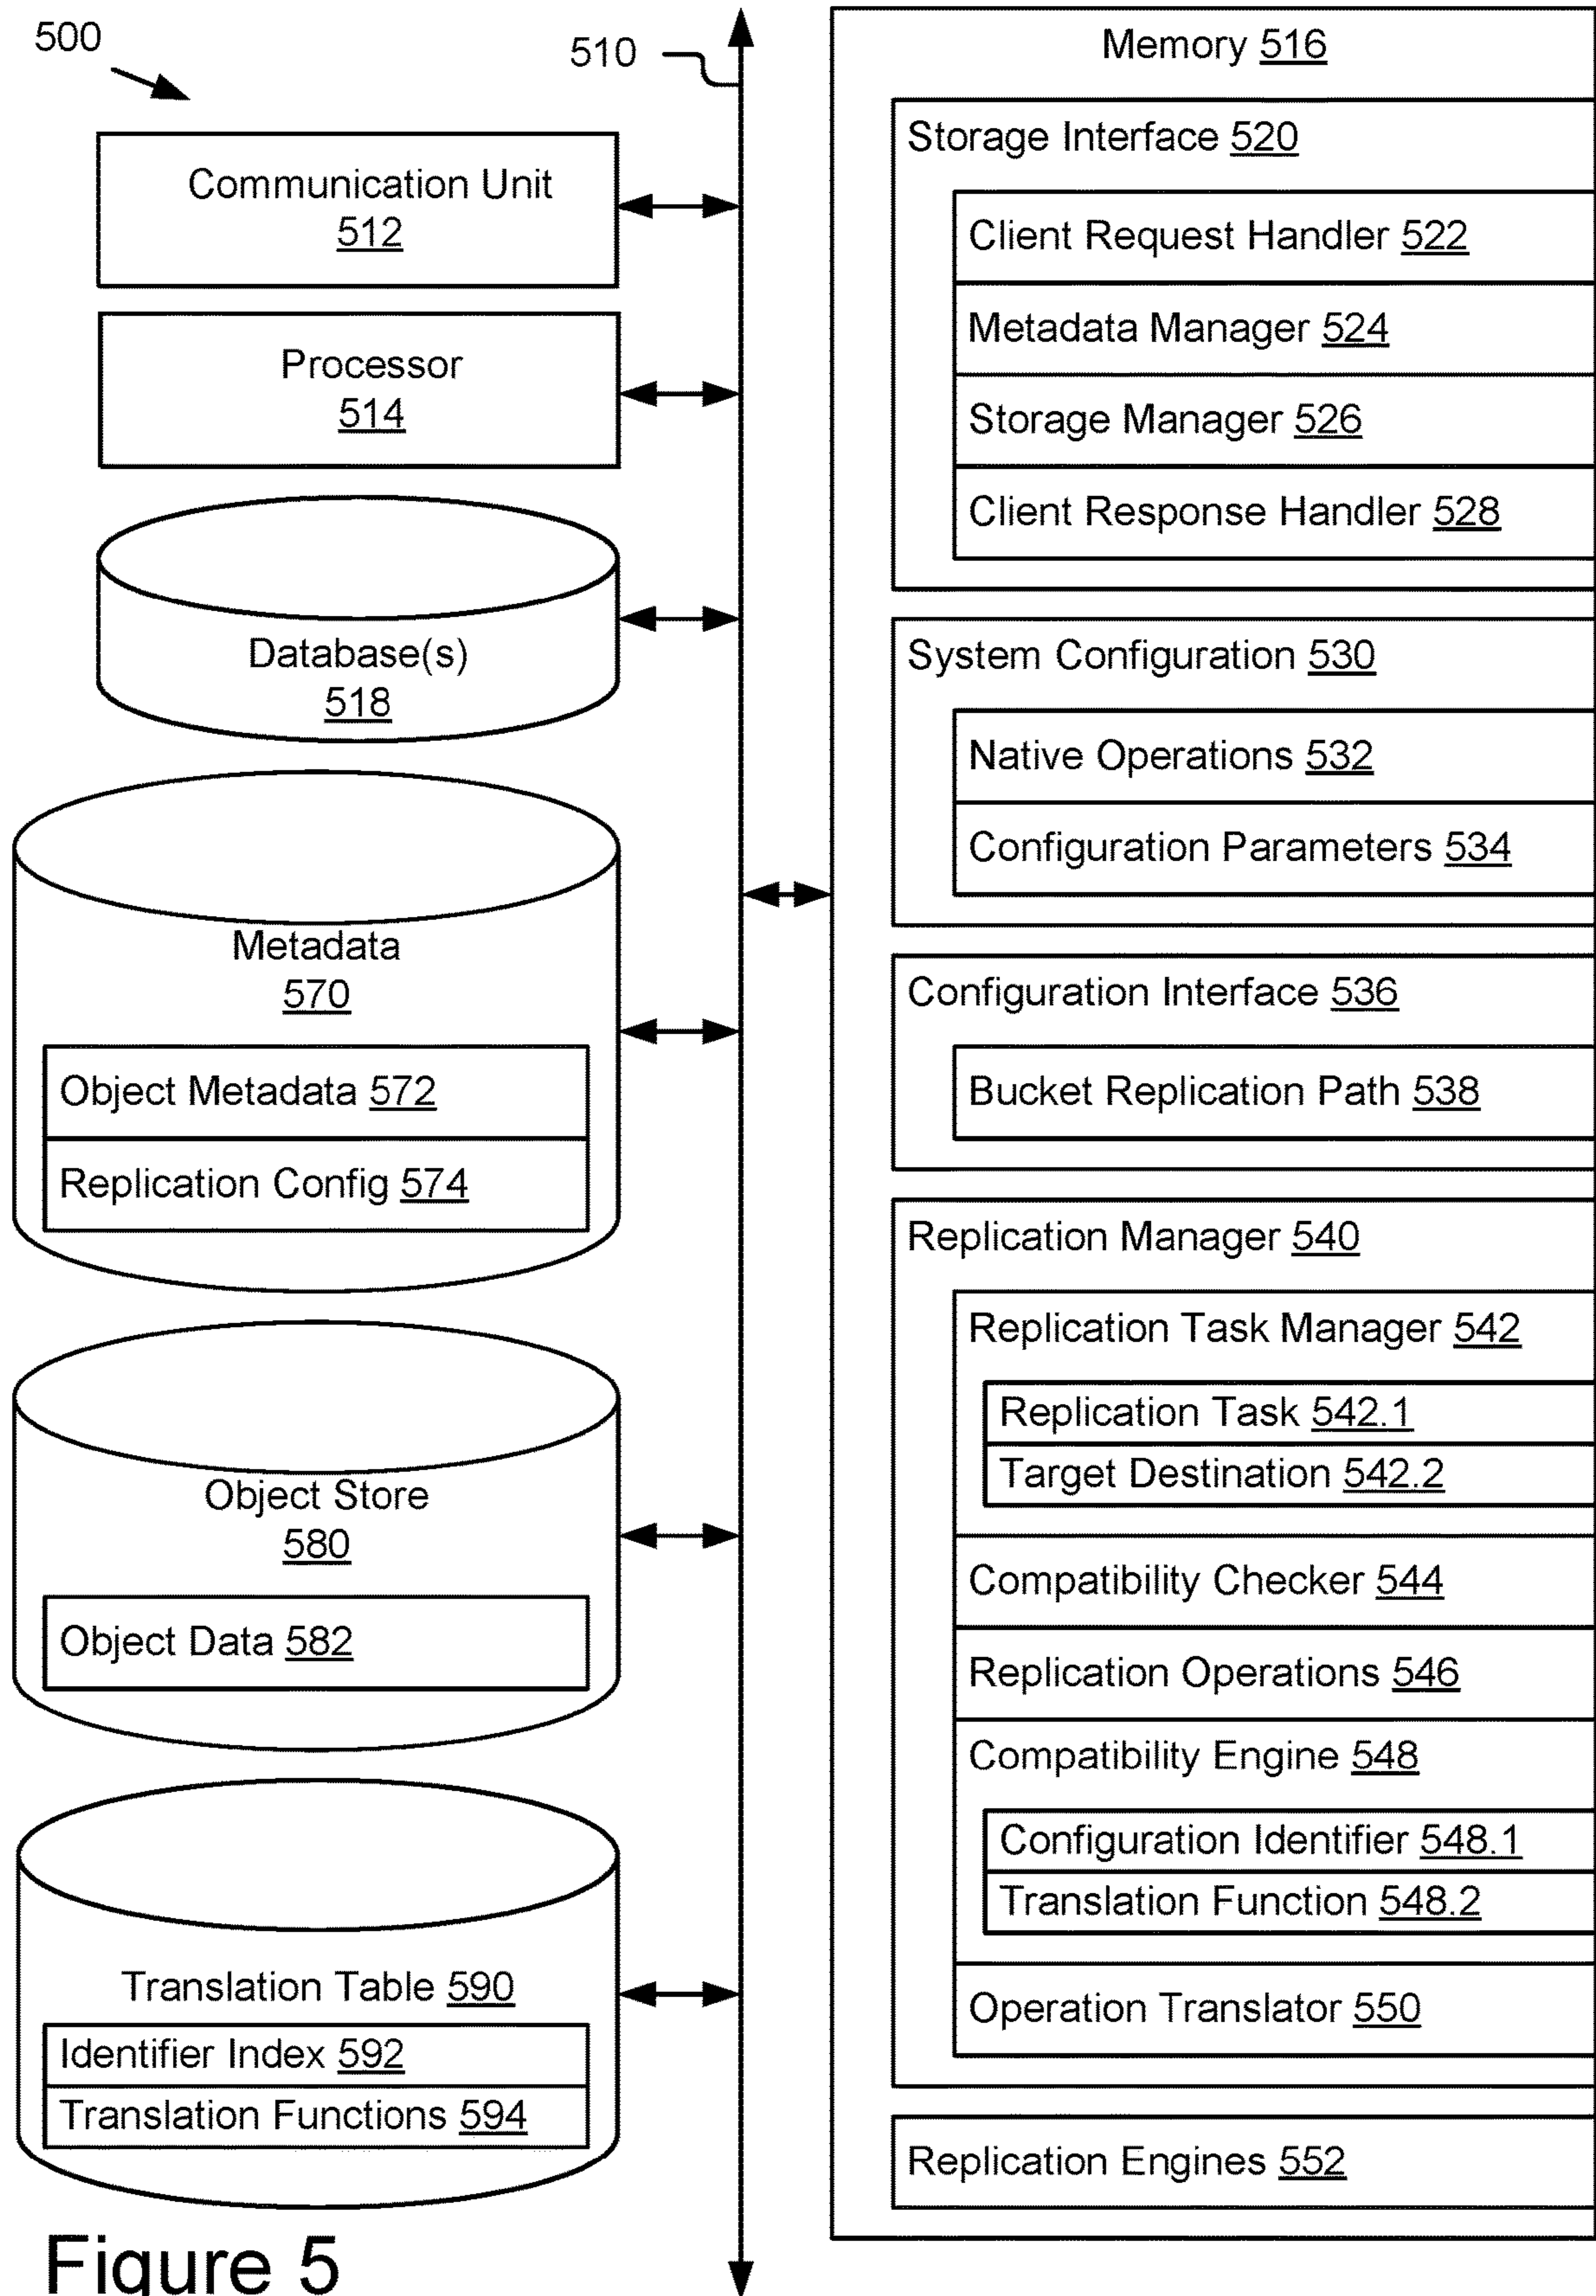 500
510
Communication Unit
512
Processor
514
Database(s)
518
Metadata
570
Object Metadata 572
Replication Config 574
Object Store
580
Object Data 582
Translation Table 590
Identifier Index 592
Translation Functions 594
Figure 5
Memory 516
Storage Interface 520
Client Request Handler 522
Metadata Manager 524
Storage Manager 526
Client Response Handler 528
System Configuration 530
Native Operations 532
Configuration Parameters 534
Configuration Interface 536
Bucket Replication Path 538
Replication Manager 540
Replication Task Manager 542
Replication Task 542.1
Target Destination 542.2
Compatibility Checker 544
Replication Operations 546
Compatibility Engine 548
Configuration Identifier 548.1
Translation Function 548.2
Operation Translator 550
Replication Engines 552